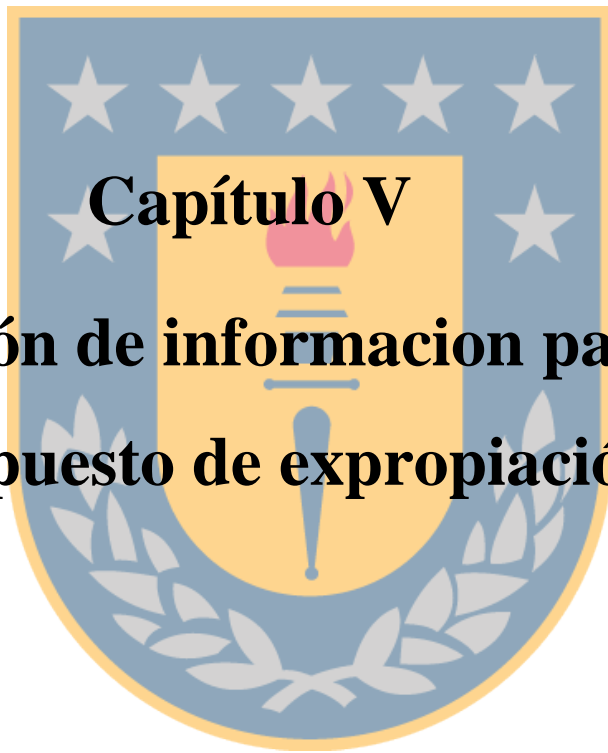 Capítulo V
ón de informacion pa
puesto de expropiació